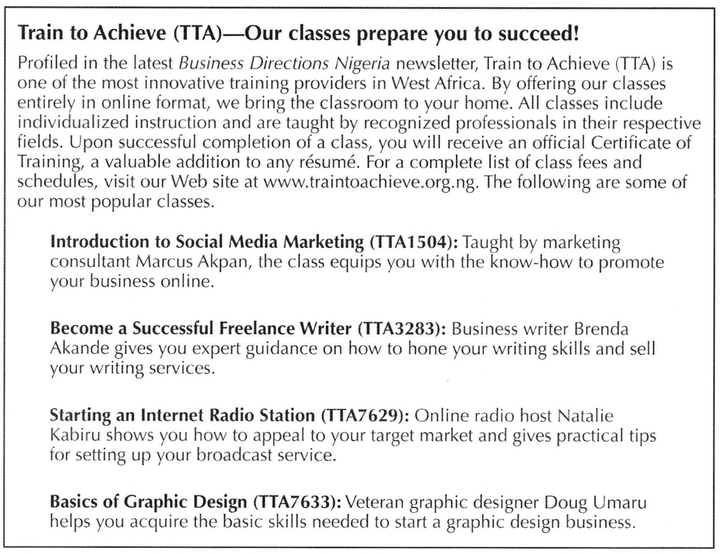 Train to Achieve (TTA)—Our classes prepare you to succeed!
Profiled in the latest Business Directions Nigeria newsletter, Train to Achieve (TTA) is
one of the most innovative training providers in West Africa. By offering our classes
entirely in online format, we bring the classroom to your home. All classes include
individualized instruction and are taught by recognized professionals in their respective
fields. Upon successful completion of a class, you will receive an official Certificate of
Training, a valuable addition to any résumé. For a complete list of class fees and
schedules, visit our Web site at www.traintoachieve.org.ng. The following are some of
our most popular classes.
Introduction to Social Media Marketing (TTA1504): Taught by marketing
consultant Marcus Akpan, the class equips you with the know-how to promote
your business online.
Become a Successful Freelance Writer (TTA3283): Business writer Brenda
Akande gives you expert guidance on how to hone your writing skills and sell
your writing services.
Starting an Internet Radio Station (TTA7629): Online radio host Natalie
Kabiru shows you how to appeal to your target market and gives practical tips
for setting up your broadcast service.
Basics of Graphic Design (TTA7633): Veteran graphic designer Doug Umaru
helps you acquire the basic skills needed to start a graphic design business.